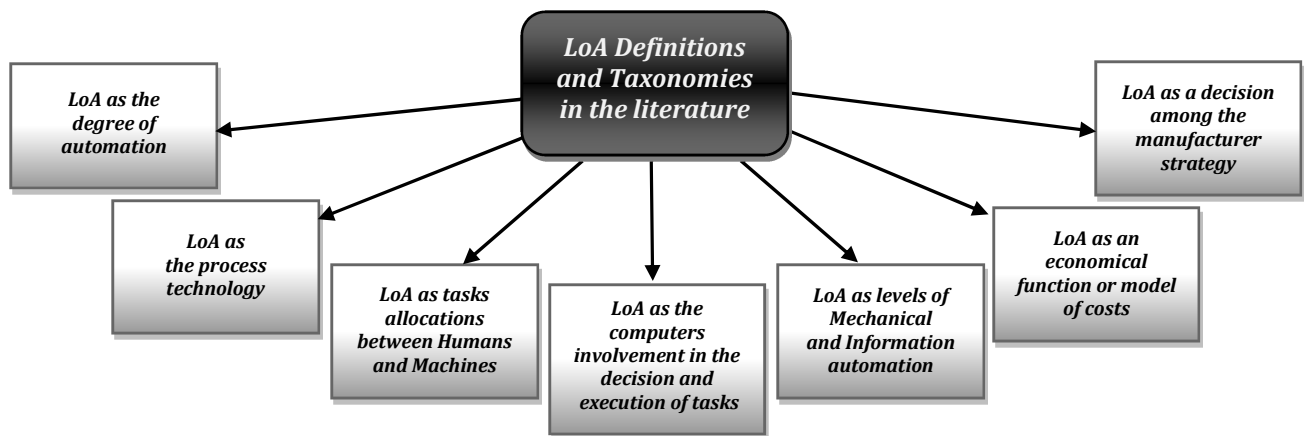 LoA Definitions
and Taxonomies
in the literature
LoA as the
degree of
automation
LoA as
the process
technology
LoA as tasks
allocations
between Humans
and Machines
LoA as the
computers
involvement in the
decision and
execution of tasks
LoA as levels of
Mechanical
and Information
automation
LoA as an
economical
function or model
of costs
LoA as a decision
among the
manufacturer
strategy